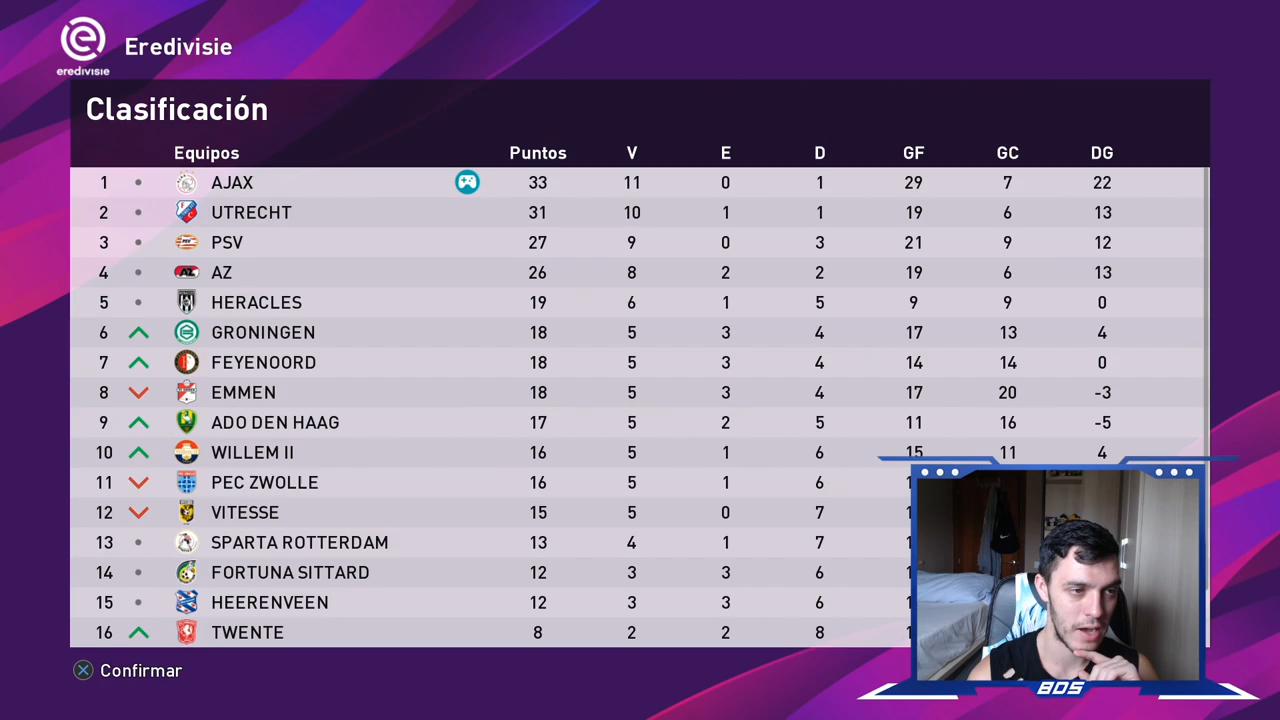 eredivisie
Eredivisie
Clasificación
Equipos Puntos V E D GF GC DG
1 AJAX 33 11 0 1 29 7 22
2 UTRECHT 31 10 1 1 19 6 13
3 PSV 27 9 0 3 21 9 12
4 AZ 26 8 2 2 19 6 13
5 HERACLES 19 6 1 5 9 9 0
6 GRONINGEN 18 5 3 4 17 13 4
7 FEYENOORD 18 5 3 4 14 14 0
8 EMMEN 18 5 3 4 17 20 -3
9 ADO DEN HAAG 17 5 2 5 11 16 -5
10 WILLEM II 16 5 1 6 15 11 4
11 PEC ZWOLLE 16 5 1 6
12 VITESSE 15 5 0 7
13 SPARTA ROTTERDAM 13 4 1 7
14 FORTUNA SITTARD 12 3 3 6
15 HEERENVEEN 12 3 3 6
16 TWENTE 8 2 2 8
Confirmar
BDS